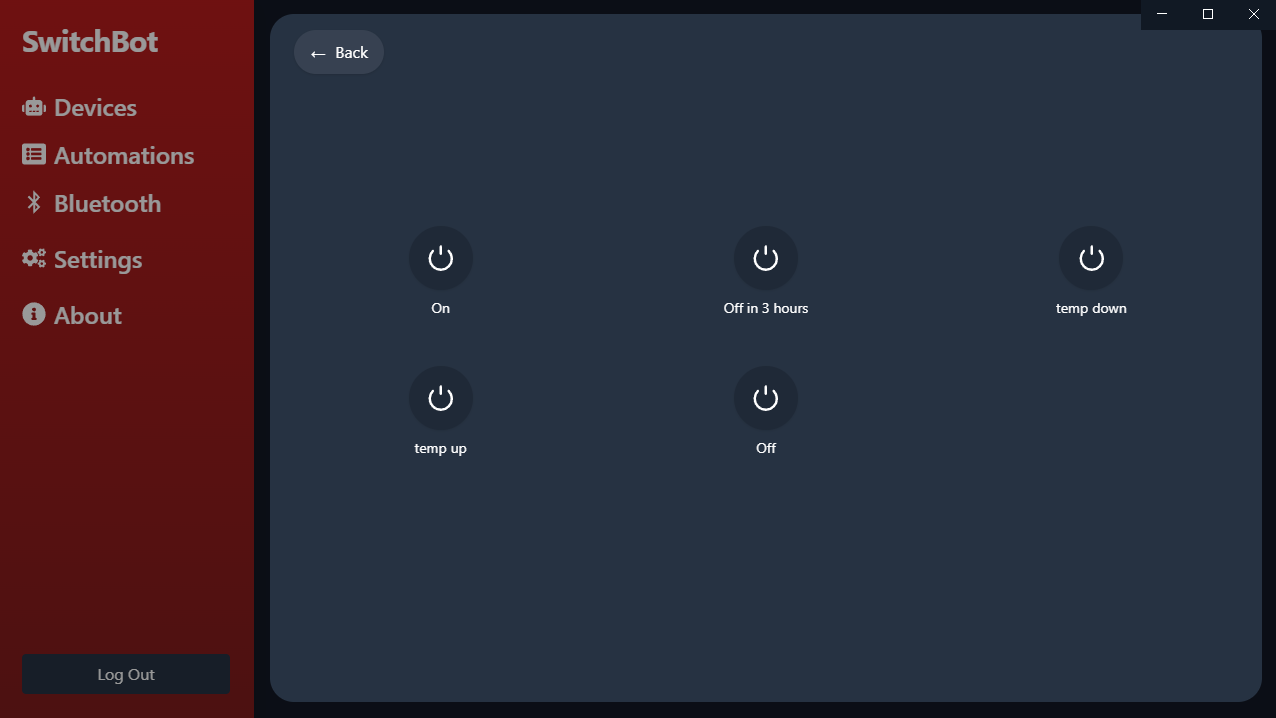 SwitchBot
Devices
Automations
Bluetooth
Settings
About
Log Out
← Back
On
Off in 3 hours
temp down
temp up
Off